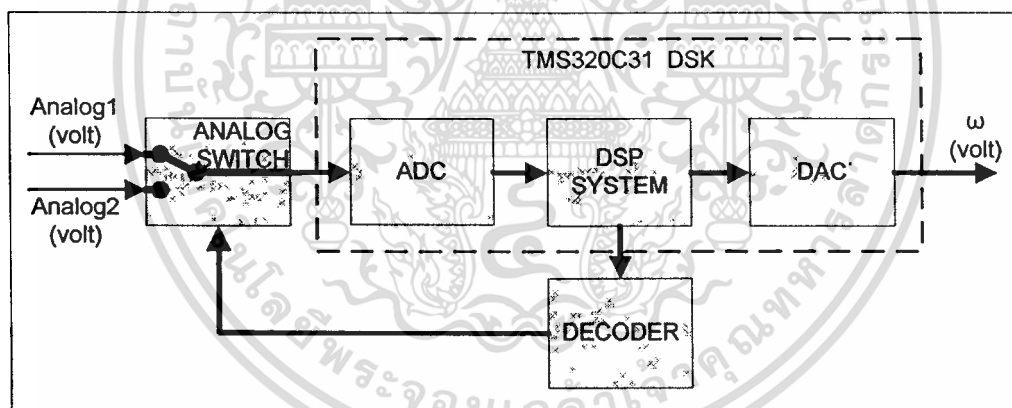 TMS320C31 DSK
Analog1
(volt)
ANALOG
SWITCH
Analog2
(volt)
ADC
DSP
SYSTEM
DAC
ω
(volt)
DECODER